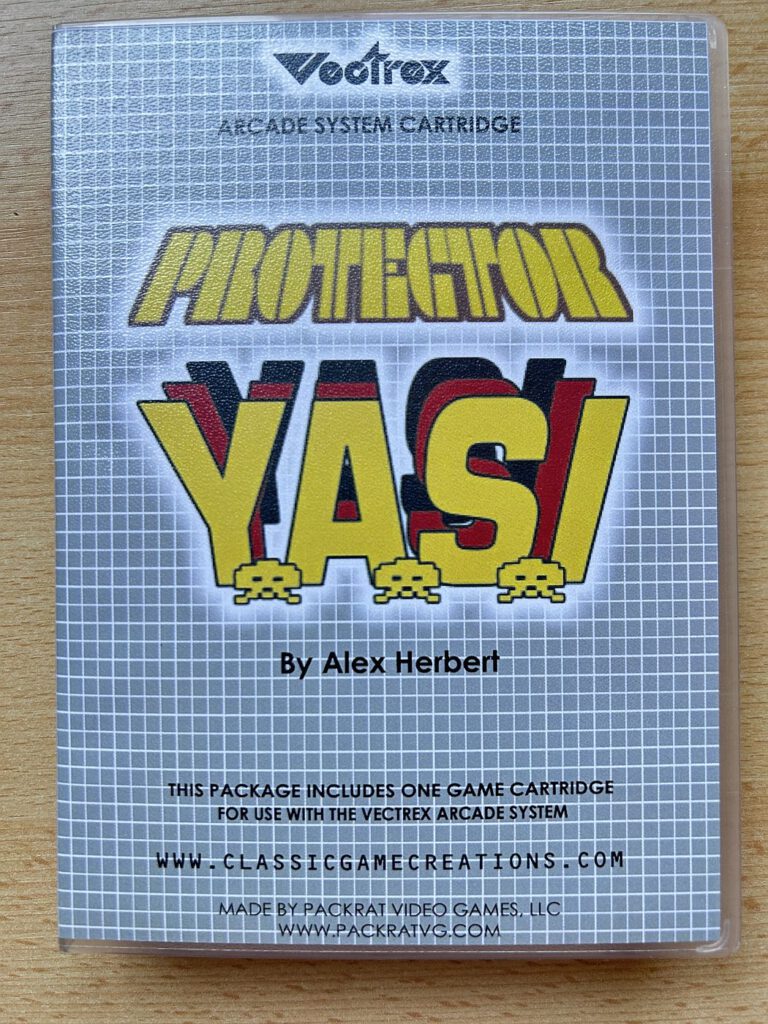 Vectrex
ARCADE SYSTEM CARTRIDGE
PROTECTOR
Y.A.S.I
By Alex Herbert
THIS PACKAGE INCLUDES ONE GAME CARTRIDGE
FOR USE WITH THE VECTREX ARCADE SYSTEM
WWW.CLASSICGAMECREATIONS.COM
MADE BY PACKRAT VIDEO GAMES, LLC
WWW.PACKRATVG.COM